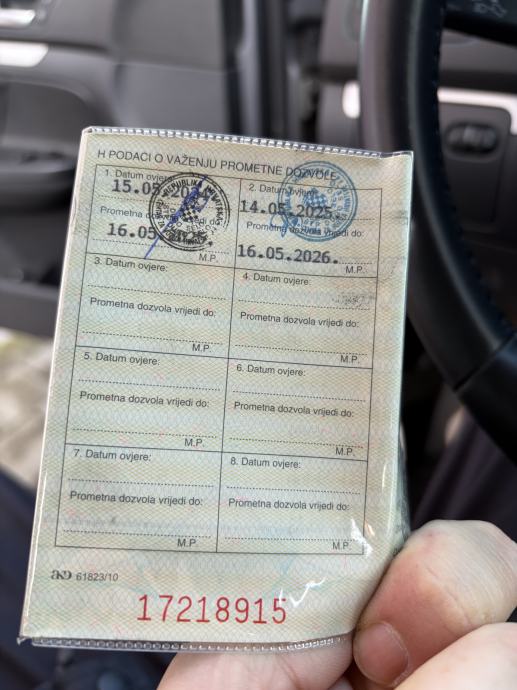 H PODACI O VAŽENJU PROMETNE DOZVOLE
1. Datum ovjere:
15.05.
2. Datum ovjere:
14.05.2025.
Prometna do:
16.05.
M.P.
Prometna do:
16.05.2026.
M.P.
3. Datum ovjere:
4. Datum ovjere:
Prometna dozvola vrijedi do:
Prometna dozvola vrijedi do:
M.P.
M.P.
5. Datum ovjere:
6. Datum ovjere:
Prometna dozvola vrijedi do:
Prometna dozvola vrijedi do:
M.P.
M.P.
7. Datum ovjere:
8. Datum ovjere:
Prometna dozvola vrijedi do:
Prometna dozvola vrijedi do:
M.P.
M.P.
61823/10
17218915